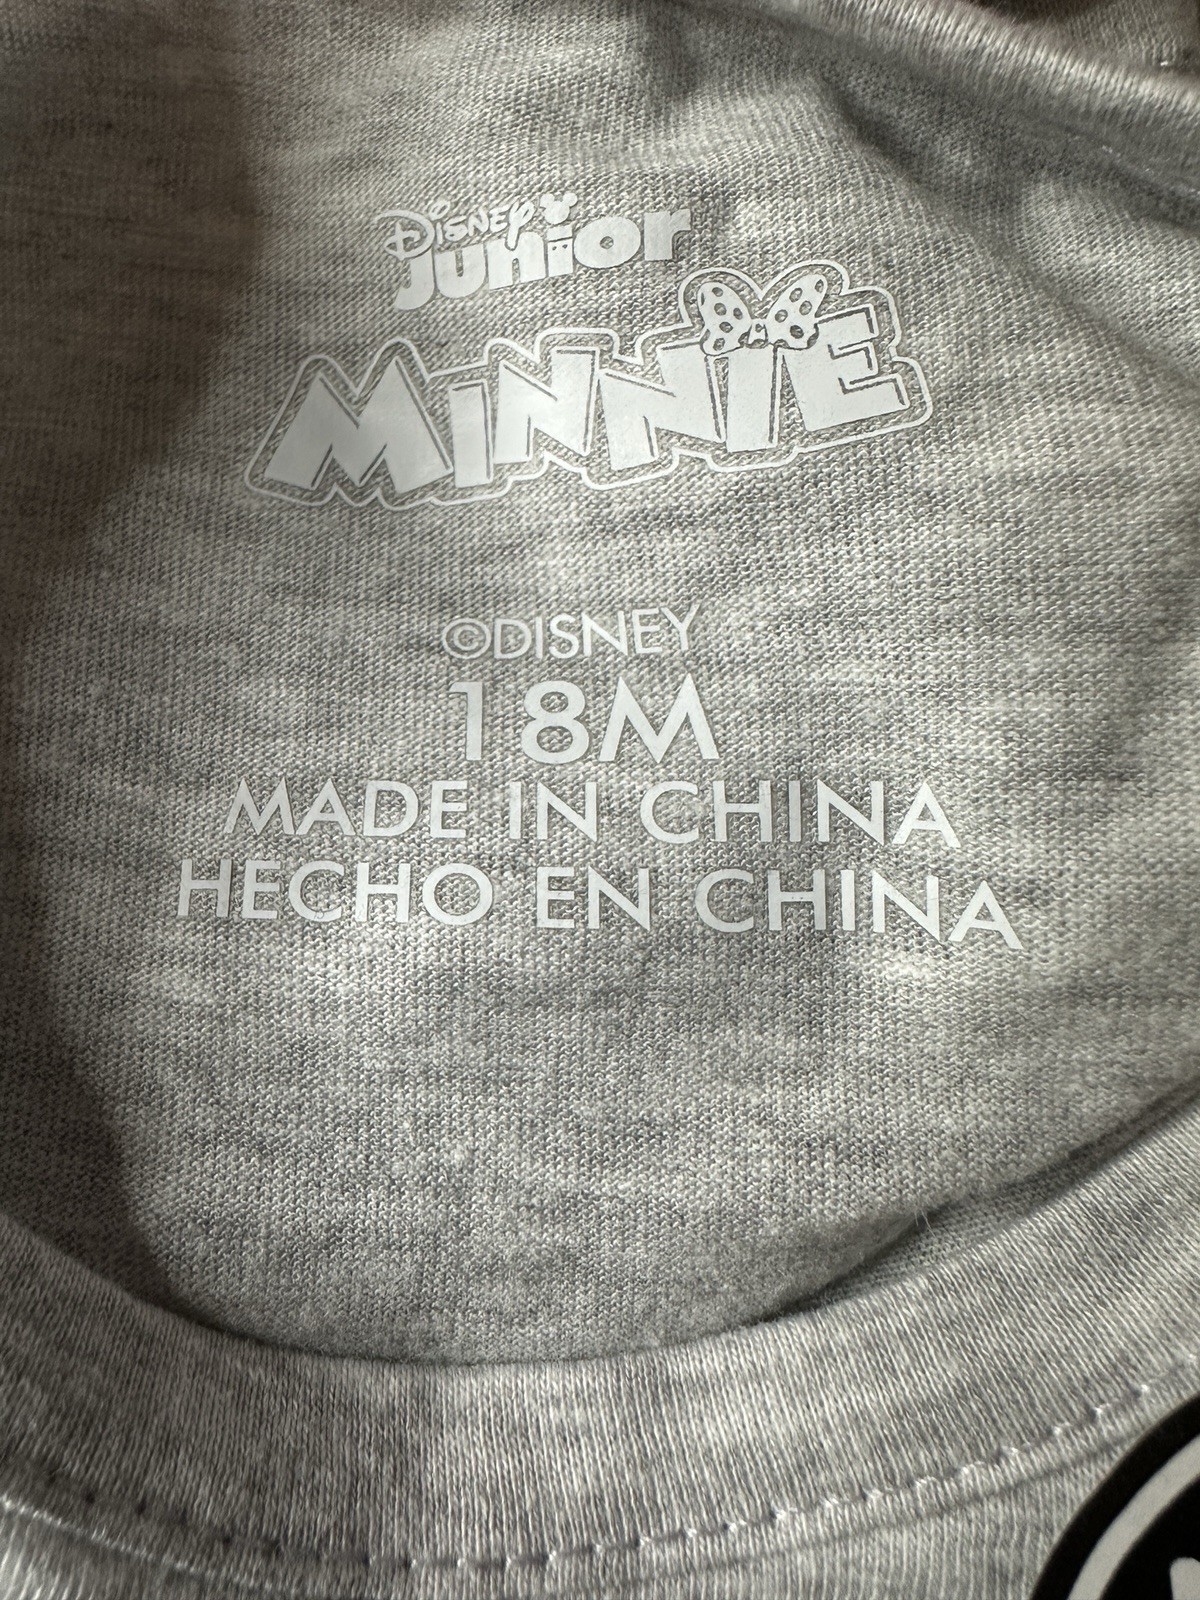 Disney
Junior
MINNIE
©DISNEY
18M
MADE IN CHINA
HECHO EN CHINA